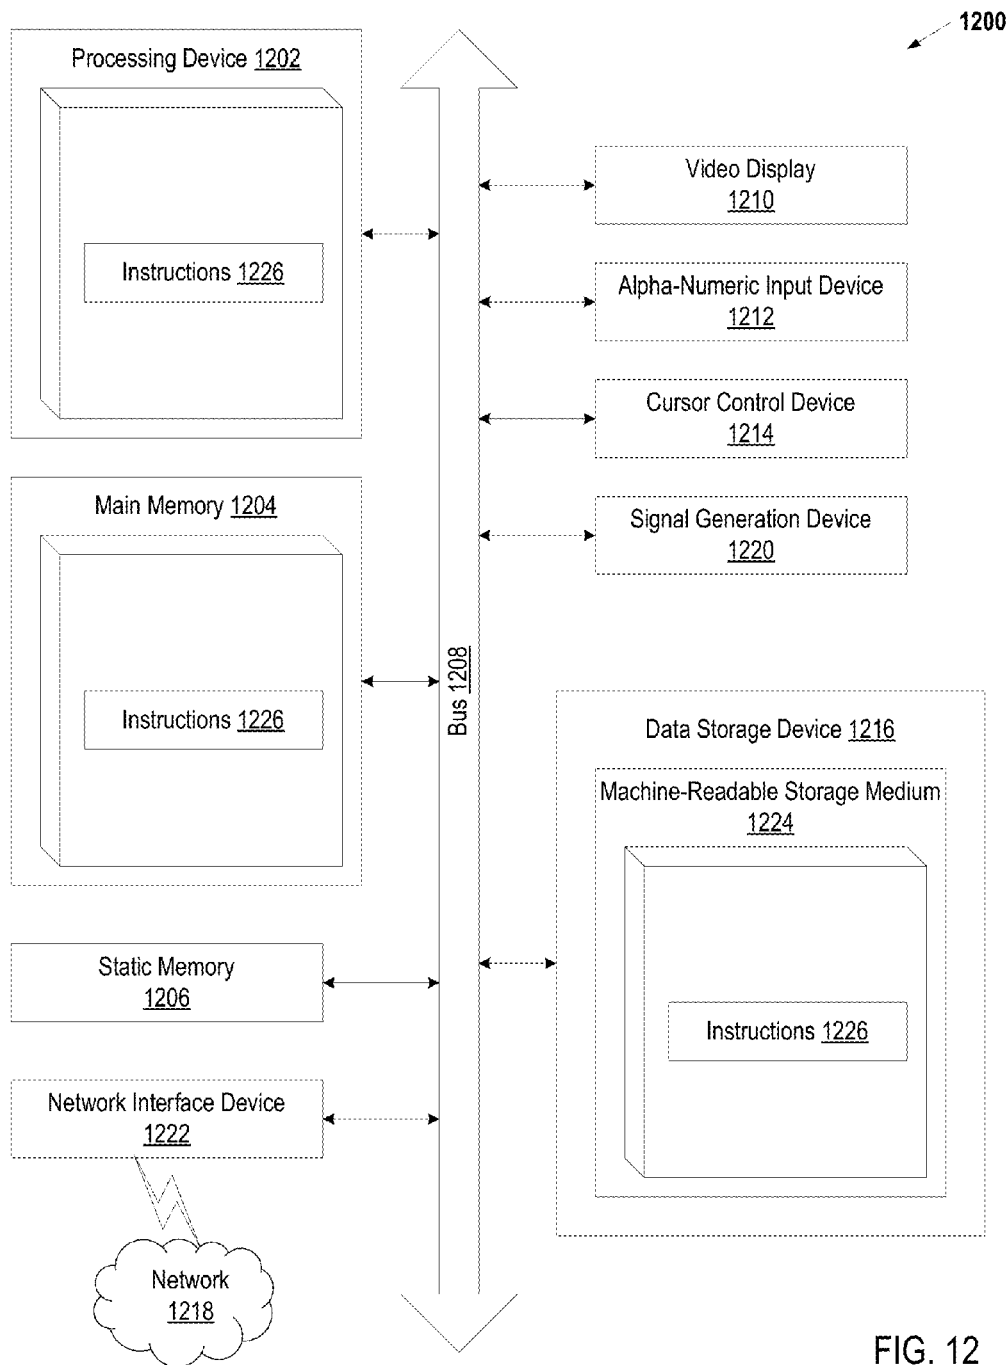 1200
Processing Device 1202
Instructions 1226
Main Memory 1204
Instructions 1226
Static Memory
1206
Network Interface Device
1222
Network
1218
Bus 1208
Video Display
1210
Alpha-Numeric Input Device
1212
Cursor Control Device
1214
Signal Generation Device
1220
Data Storage Device 1216
Machine-Readable Storage Medium
1224
Instructions 1226
FIG. 12